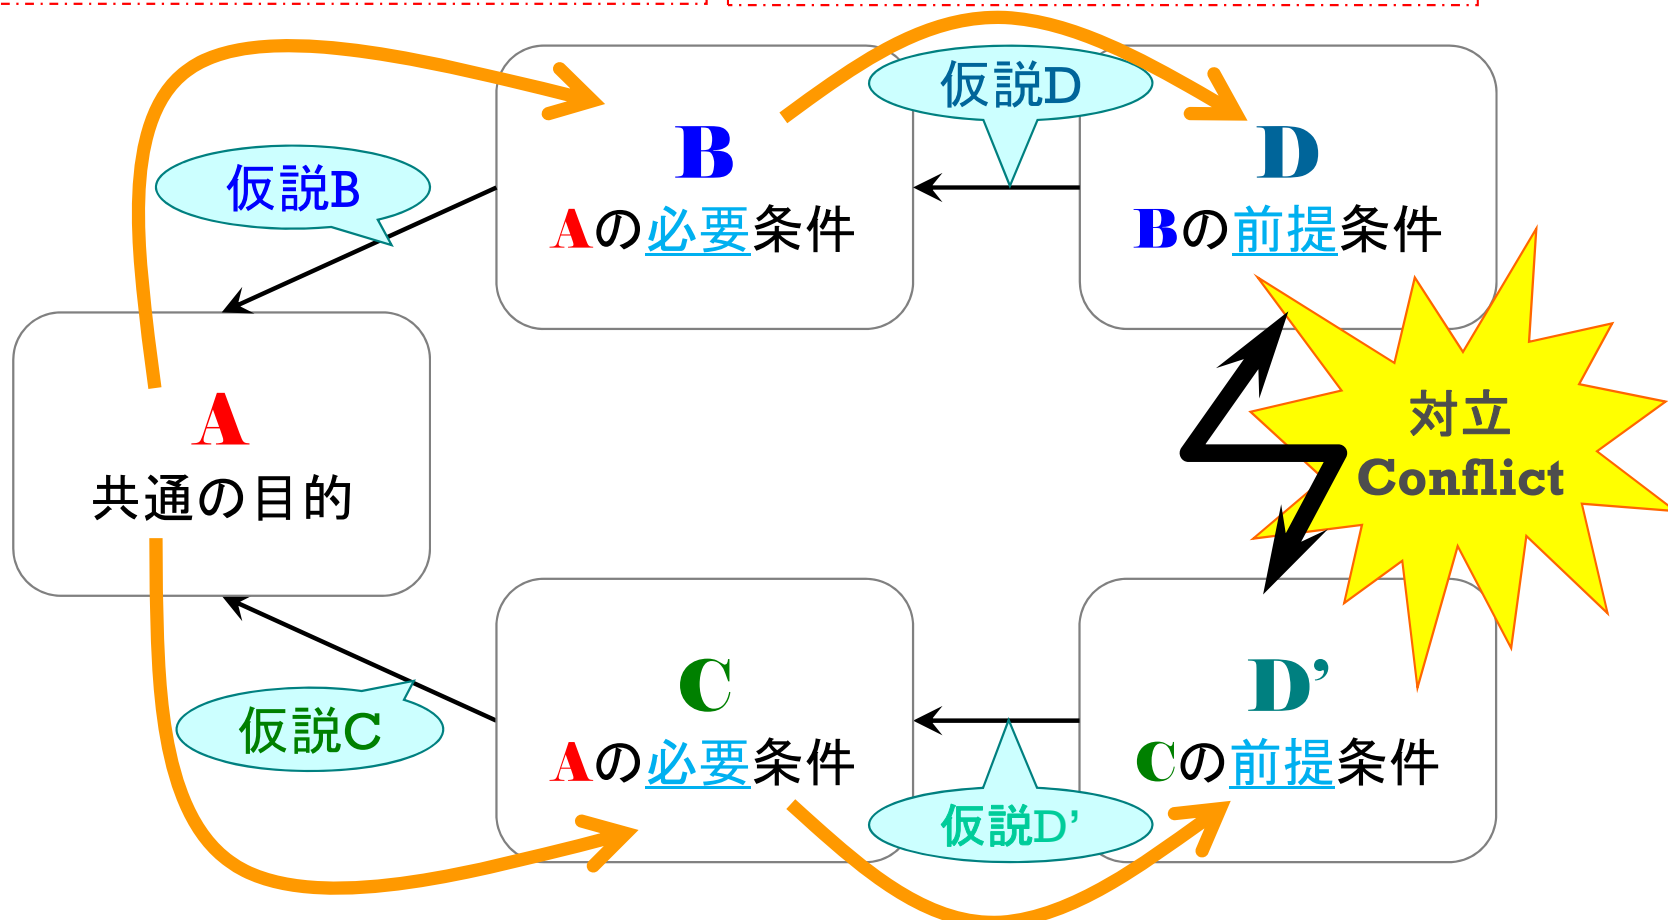 仮説D
B
Aの必要条件
D
Bの前提条件
仮説B
A
共通の目的
対立
Conflict
C
Aの必要条件
D’
Cの前提条件
仮説C
仮説D’